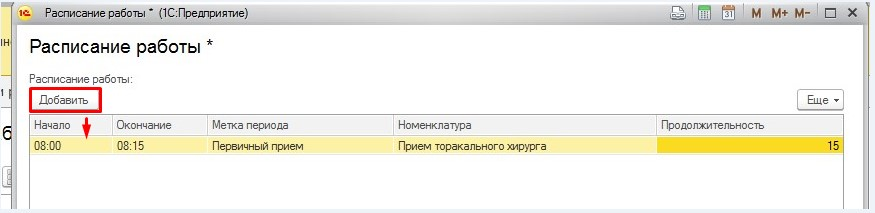 Расписание работы * (1С:Предприятие)
31 M M+ M-
Расписание работы *
Расписание работы:
Добавить Еще
Начало Окончание Метка периода Номенклатура Продолжительность
08:00 08:15 Первичный прием Прием торакального хирурга 15